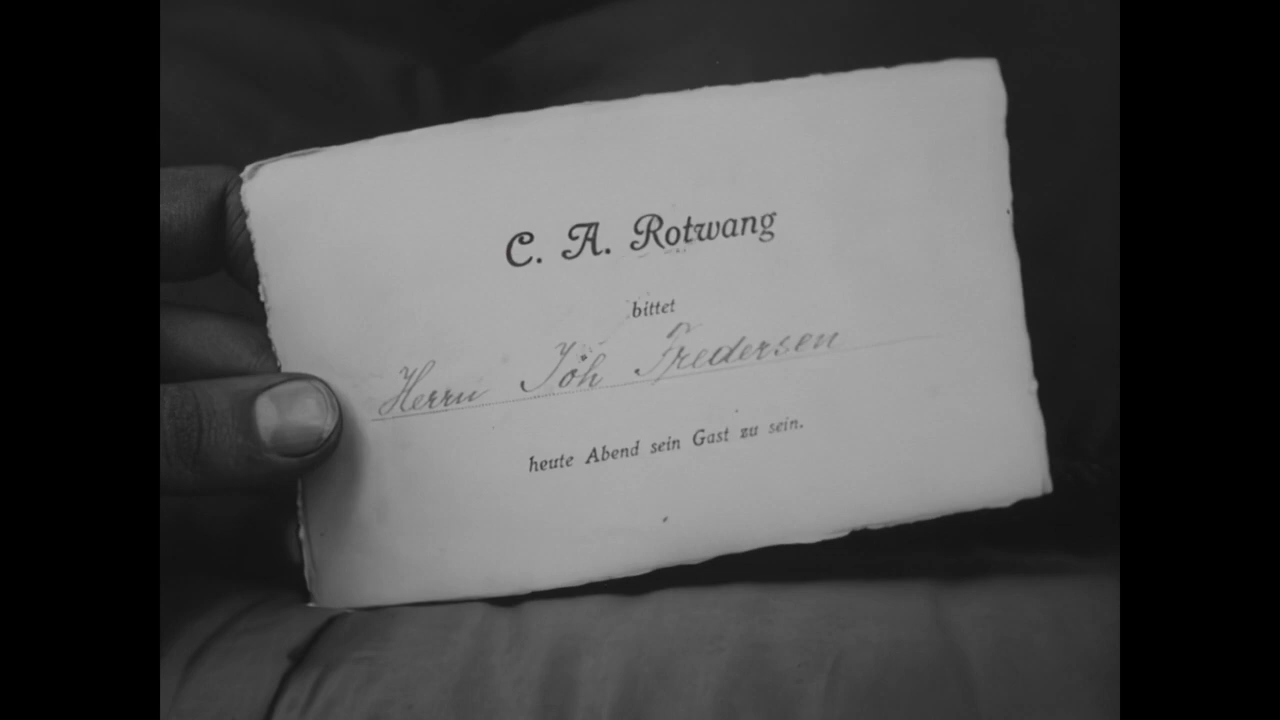 C. A. Rotwang
bittet
Herrn Joh Fredersen
heute Abend sein Gast zu sein.